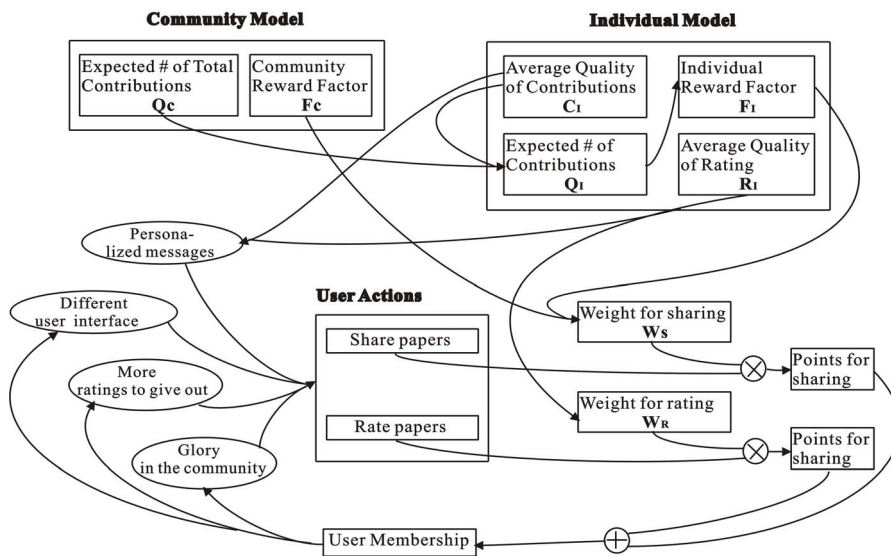 Community Model
Expected # of Total
Contributions
Qc
Community
Reward Factor
Fc
Individual Model
Average Quality
of Contributions
CI
Individual
Reward Factor
FI
Expected # of
Contributions
QI
Average Quality
of Rating
RI
Persona-
lized messages
Different
user interface
More
ratings to give out
Glory
in the community
User Actions
Share papers
Rate papers
Weight for sharing
Ws
Points for
sharing
Weight for rating
WR
Points for
sharing
User Membership